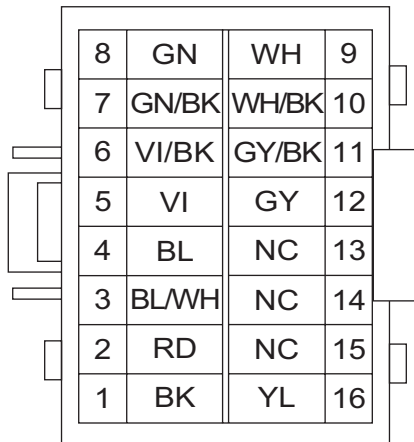 8 GN WH 9
7 GN/BK WH/BK 10
6 VI/BK GY/BK 11
5 VI GY 12
4 BL NC 13
3 BL/WH NC 14
2 RD NC 15
1 BK YL 16